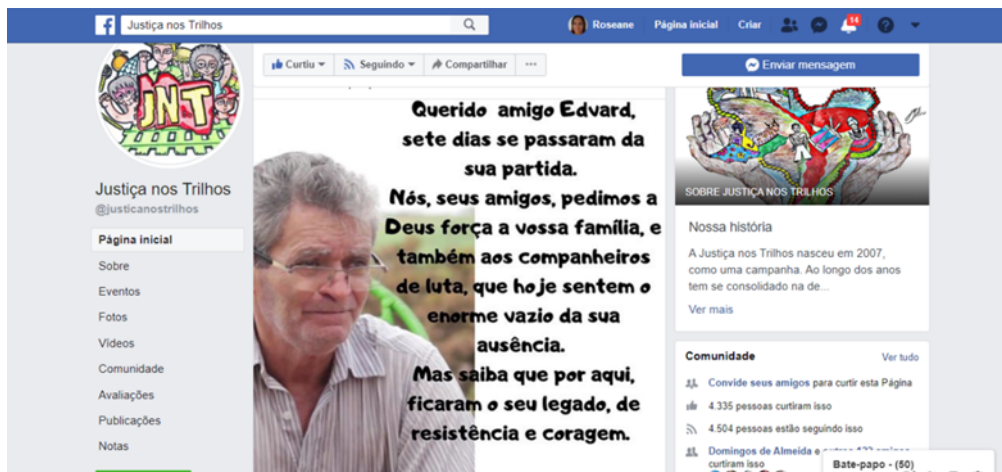 Justiça nos Trilhos
Roseane
Página inicial
Criar
14
JNT
Curtiu
Seguindo
Compartilhar
Enviar mensagem
Justiça nos Trilhos
@justicanostrilhos
Página inicial
Sobre
Eventos
Fotos
Vídeos
Comunidade
Avaliações
Publicações
Notas
Querido amigo Edvard,
sete dias se passaram da
sua partida.
Nós, seus amigos, pedimos a
Deus força a vossa família, e
também aos companheiros
de luta, que hoje sentem o
enorme vazio da sua
ausência.
Mas saiba que por aqui,
ficaram o seu legado, de
resistência e coragem.
SOBRE JUSTIÇA NOS TRILHOS
Nossa história
A Justiça nos Trilhos nasceu em 2007,
como uma campanha. Ao longo dos anos
tem se consolidado na de...
Ver mais
Comunidade
Ver tudo
Convide seus amigos para curtir esta Página
4.335 pessoas curtiram isso
4.504 pessoas estão seguindo isso
Domingos de Almeida e
curtiram isso
Bate-papo - (50)